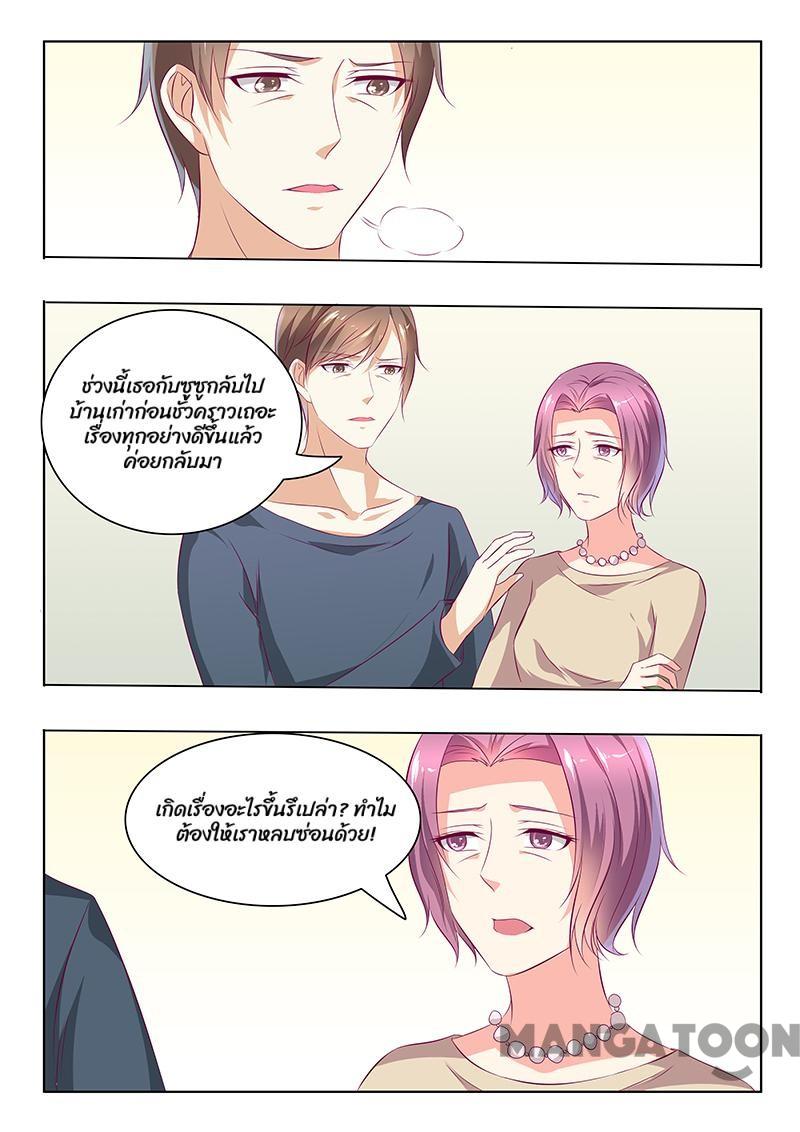 ช่วงนี้เธอกับซูซูกลับไป
บ้านเก่าก่อนชั่วคราวเถอะ
เรื่องทุกอย่างดีขึ้นแล้ว
ค่อยกลับมา
เกิดเรื่องอะไรขึ้นรึเปล่า? ทำไม
ต้องให้เราหลบซ่อนด้วย!
MANGATOON